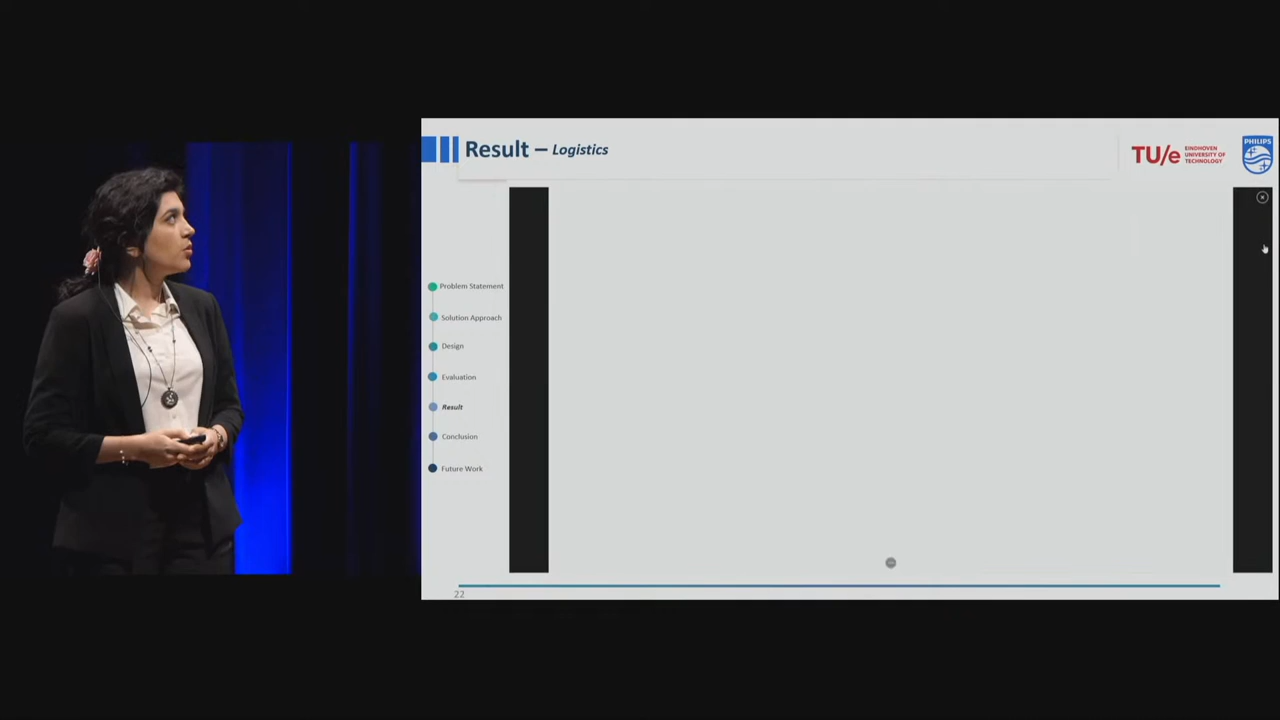 Result – Logistics
TU/e EINDHOVEN
UNIVERSITY OF
TECHNOLOGY
PHILIPS
Problem Statement
Solution Approach
Design
Evaluation
Result
Conclusion
Future Work
22